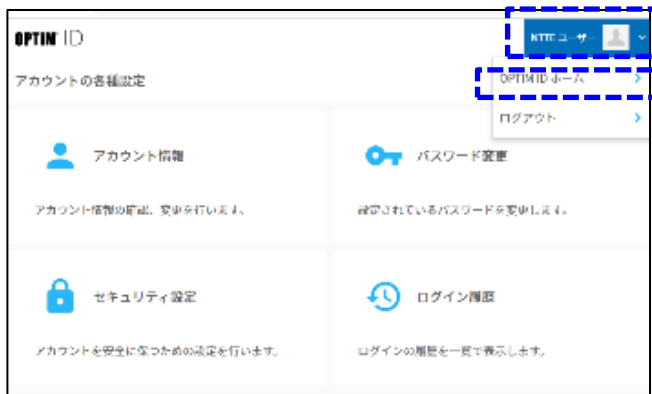 OPTIM ID
NTTEユーザー
アカウントの各種設定
OPTIM ID ホーム
ログアウト
アカウント情報
パスワード変更
アカウント情報の確認、変更を行います。
設定されているパスワードを変更します。
セキュリティ設定
ログイン履歴
アカウントを安全に保つための設定を行います。
ログインの履歴を一覧で表示します。